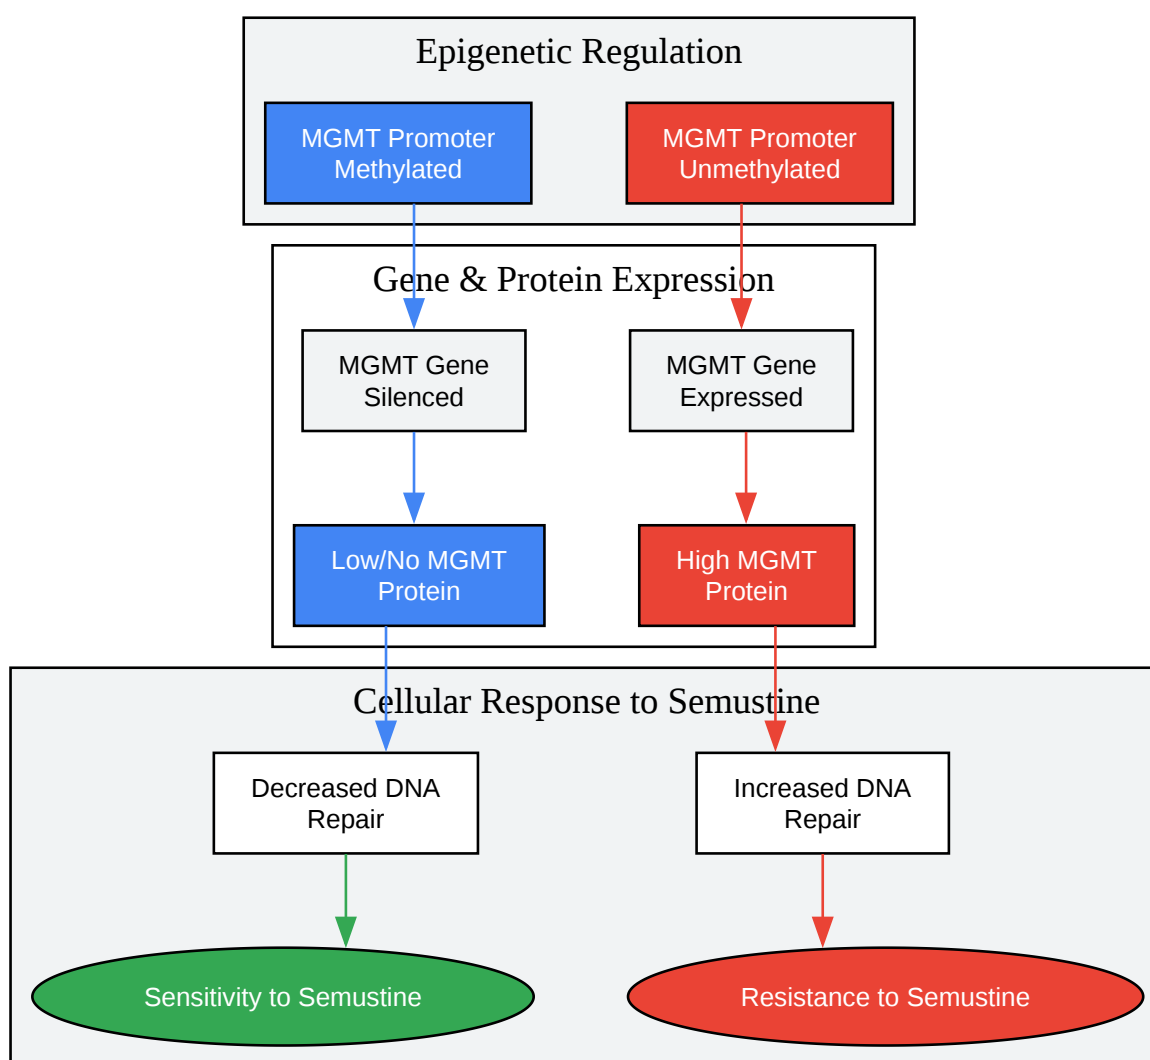 Epigenetic Regulation
MGMT Promoter
Methylated
MGMT Promoter
Unmethylated
Gene & Protein Expression
MGMT Gene
Silenced
MGMT Gene
Expressed
Low/No MGMT
Protein
High MGMT
Protein
Cellular Response to Semustine
Decreased DNA
Repair
Increased DNA
Repair
Sensitivity to Semustine
Resistance to Semustine